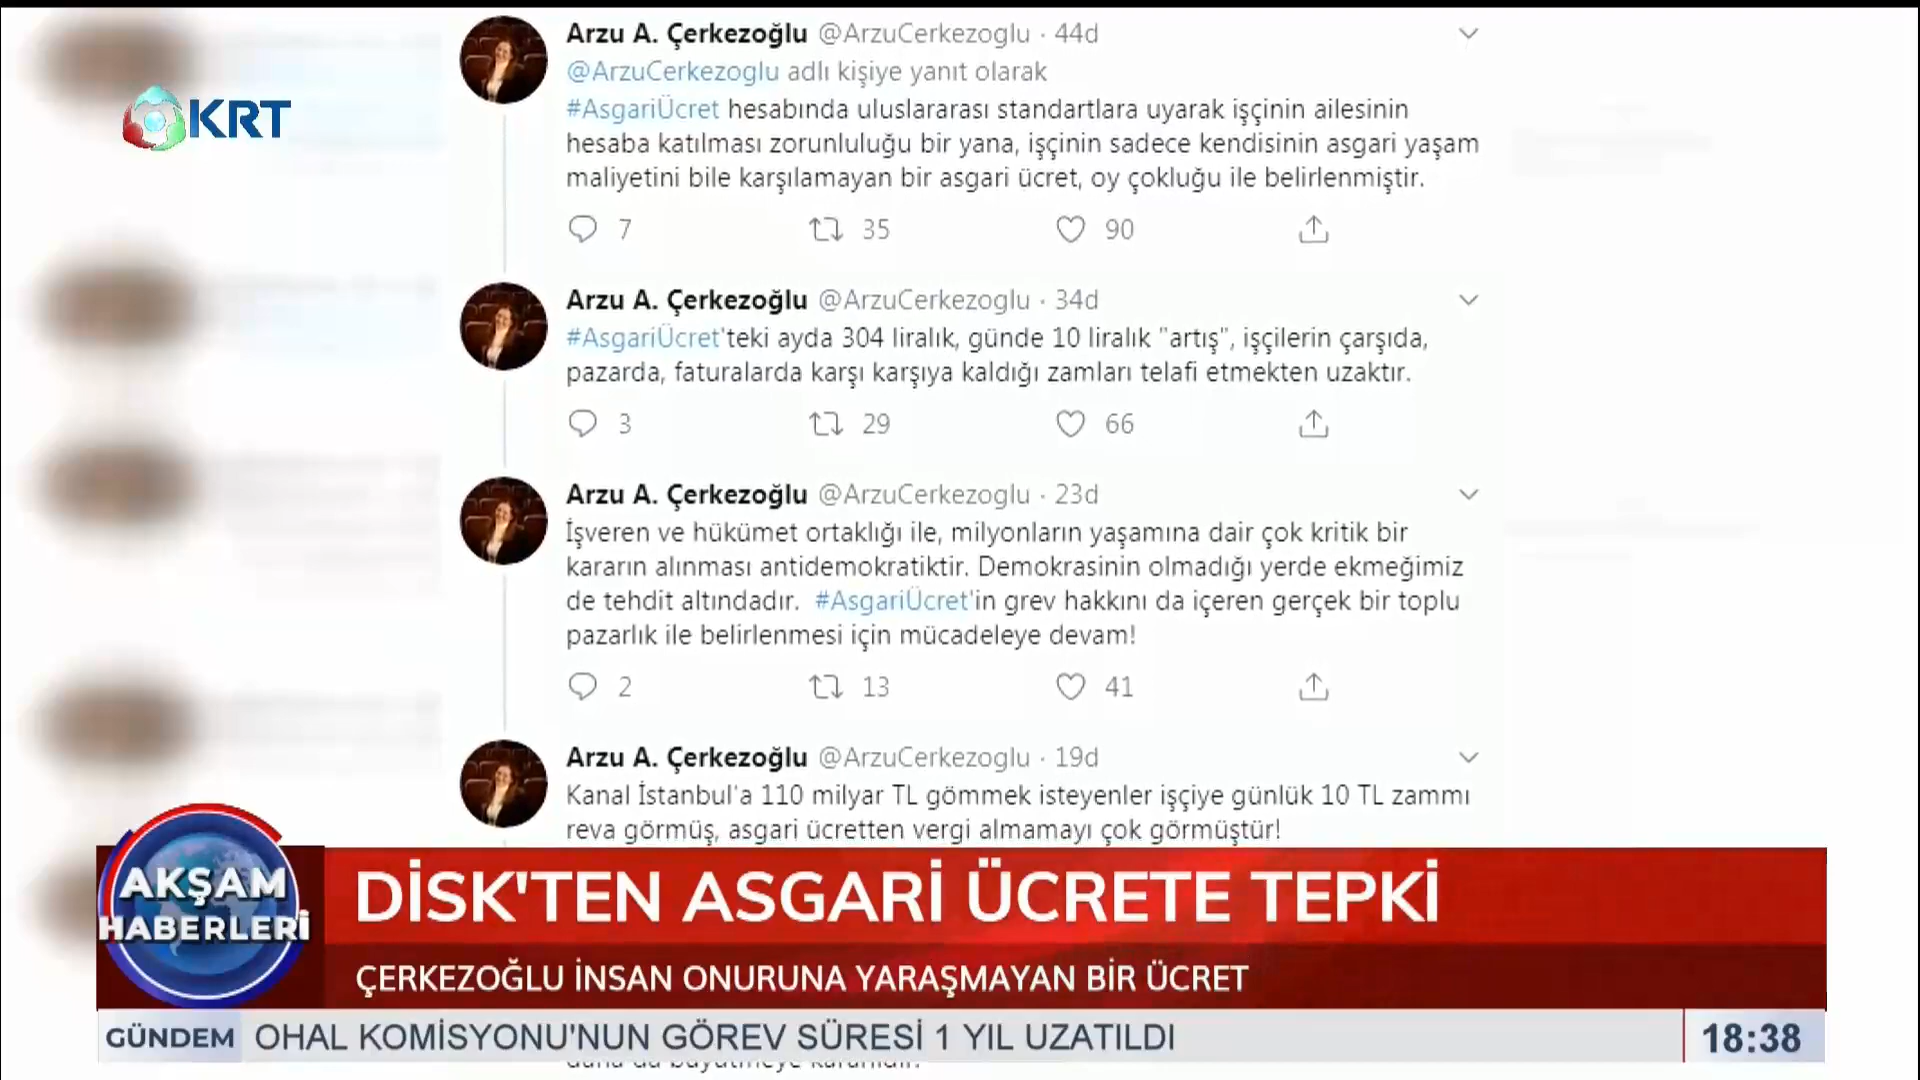 Arzu A. Çerkezoğlu @ArzuCerkezoglu · 44d
@ArzuCerkezoglu adlı kişiye yanıt olarak
#AsgariÜcret hesabında uluslararası standartlara uyarak işçinin ailesinin
hesaba katılması zorunluluğu bir yana, işçinin sadece kendisinin asgari yaşam
maliyetini bile karşılamayan bir asgari ücret, oy çokluğu ile belirlenmiştir.
7 35 90
KRT
Arzu A. Çerkezoğlu @ArzuCerkezoglu · 34d
#AsgariÜcret'teki ayda 304 liralık, günde 10 liralık "artış", işçilerin çarşıda,
pazarda, faturalarda karşı karşıya kaldığı zamları telafi etmekten uzaktır.
3 29 66
Arzu A. Çerkezoğlu @ArzuCerkezoglu · 23d
İşveren ve hükümet ortaklığı ile, milyonların yaşamına dair çok kritik bir
kararın alınması antidemokratiktir. Demokrasinin olmadığı yerde ekmeğimiz
de tehdit altındadır. #AsgariÜcret'in grev hakkını da içeren gerçek bir toplu
pazarlık ile belirlenmesi için mücadeleye devam!
2 13 41
Arzu A. Çerkezoğlu @ArzuCerkezoglu · 19d
Kanal İstanbul'a 110 milyar TL gömmek isteyenler işçiye günlük 10 TL zammı
reva görmüş, asgari ücretten vergi almamayı çok görmüştür!
AKŞAM
HABERLERİ
DİSK'TEN ASGARİ ÜCRETE TEPKİ
ÇERKEZOĞLU İNSAN ONURUNA YARAŞMAYAN BİR ÜCRET
GÜNDEM OHAL KOMİSYONU'NUN GÖREV SÜRESİ 1 YIL UZATILDI 18:38